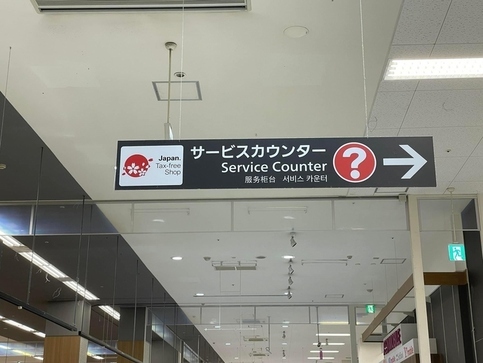 Japan.
Tax-free
Shop
サービスカウンター
Service Counter
服务柜台 서비스 카운터
?